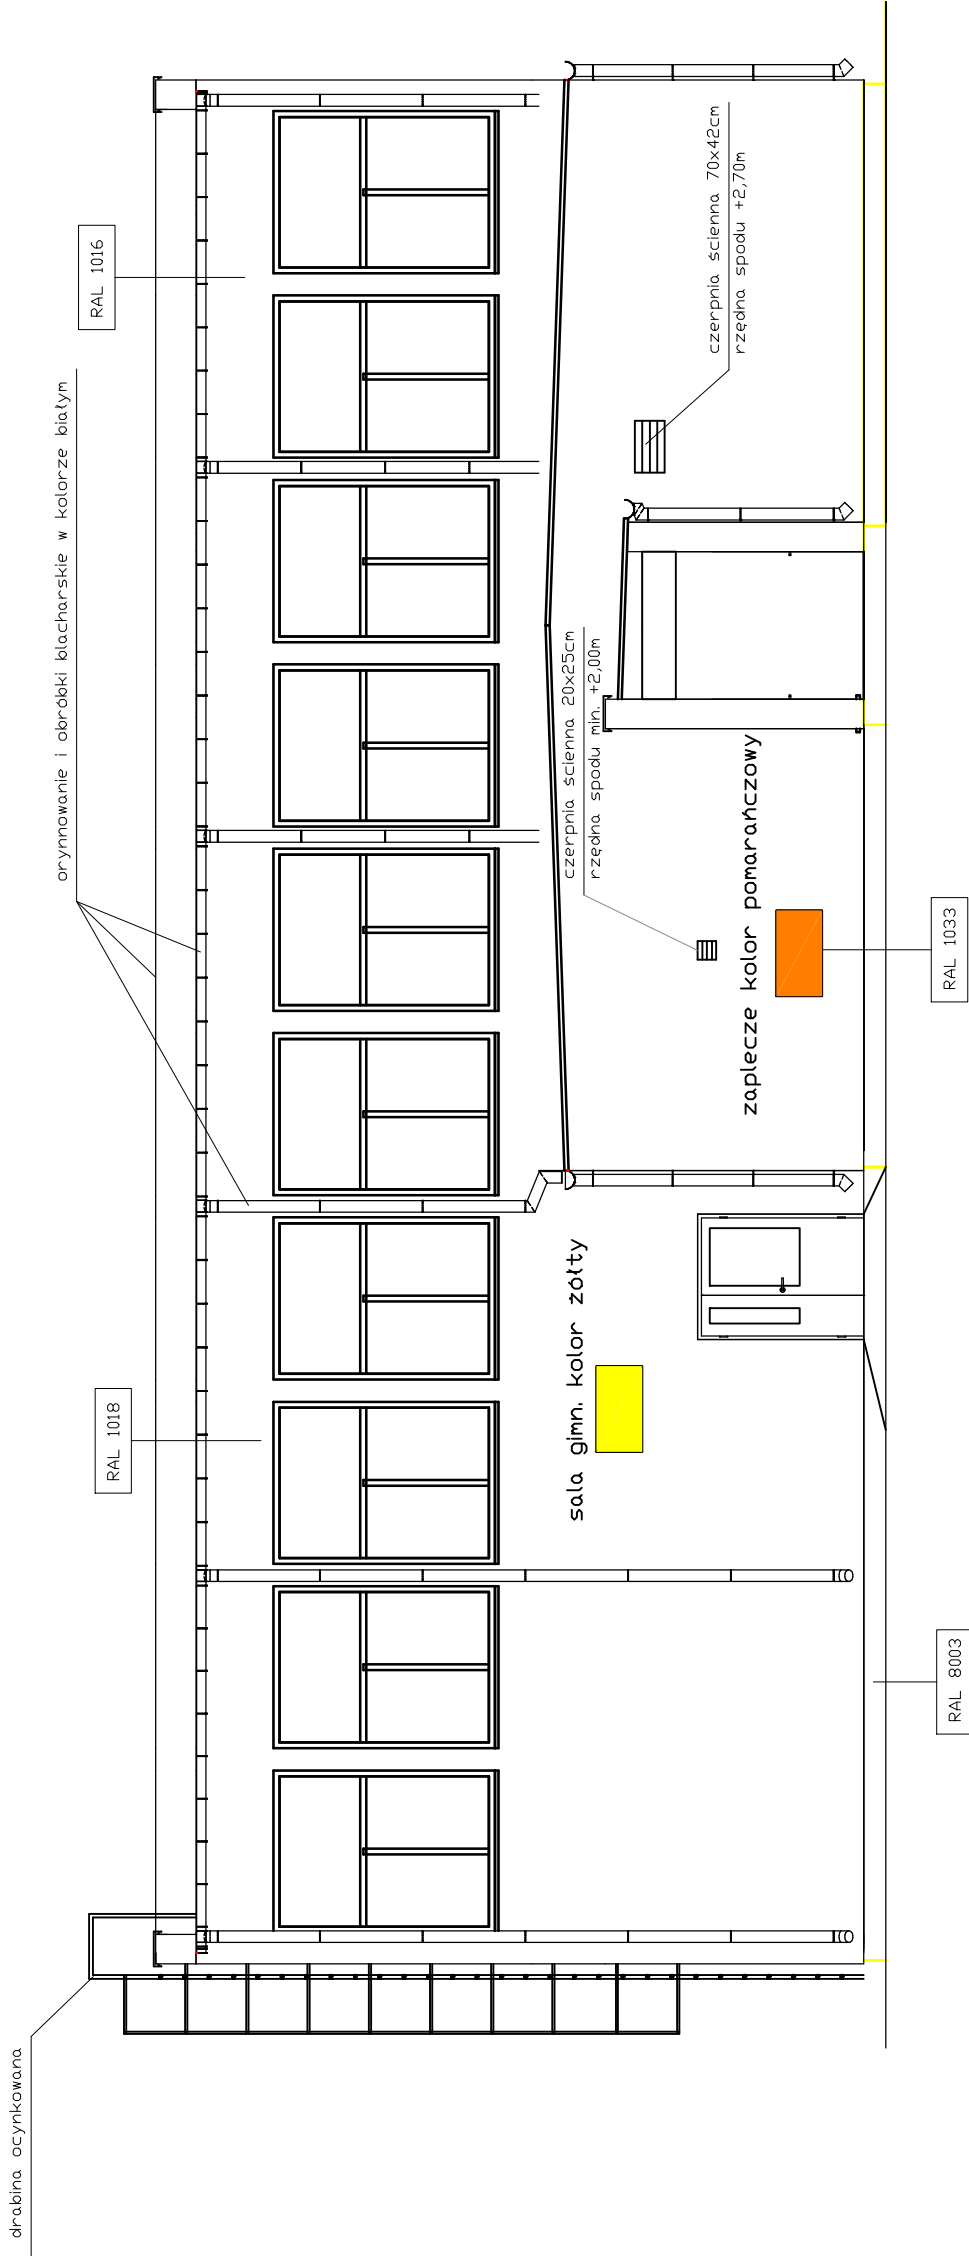 drabina ocynkowana
orynnowanie i obróbki blacharskie w kolorze białym
RAL 1018
RAL 1016
sala gimn. kolor żółty
czerpnia ścienna 20x25cm
rzędna spodu min. +2,00m
czerpnia ścienna 70x42cm
rzędna spodu +2,70m
zaplecze kolor pomarańczowy
RAL 8003
RAL 1033